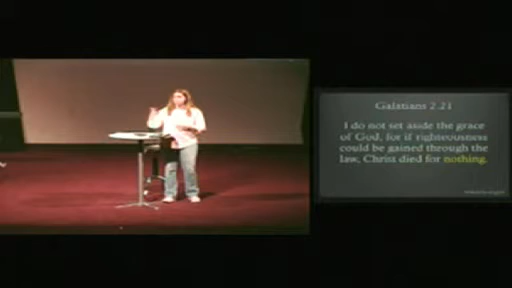 Galatians 2.21
I do not set aside the grace
of God, for if righteousness
could be gained through the
law, Christ died for nothing.